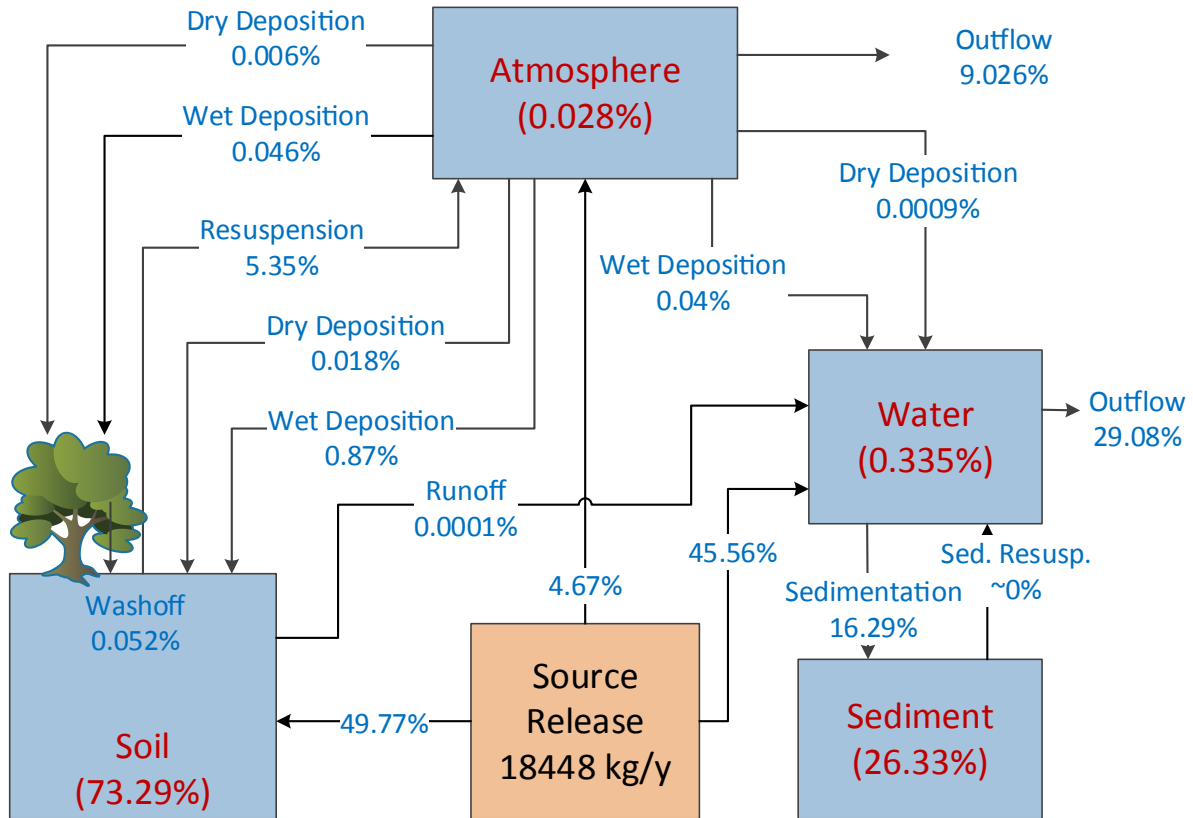 Dry Deposition
0.006%
Atmosphere
(0.028%)
Outflow
9.026%
Wet Deposition
0.046%
Dry Deposition
0.0009%
Resuspension
5.35%
Wet Deposition
0.04%
Dry Deposition
0.018%
Wet Deposition
0.87%
Water
(0.335%)
Outflow
29.08%
Runoff
0.0001%
45.56%
Sed. Resusp.
~0%
4.67%
Sedimentation
16.29%
Washoff
0.052%
Source
Release
18448 kg/y
49.77%
Soil
(73.29%)
Sediment
(26.33%)